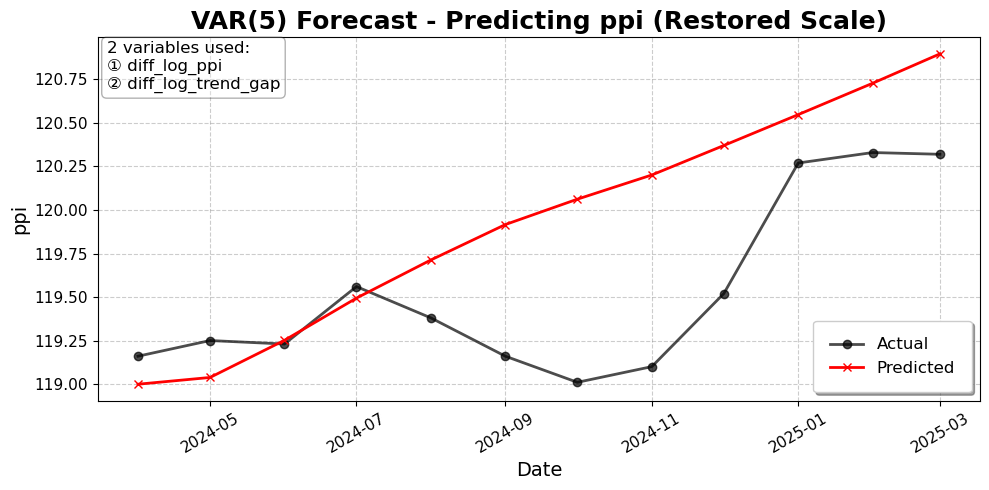 VAR(5) Forecast - Predicting ppi (Restored Scale)
2 variables used:
① diff_log_ppi
② diff_log_trend_gap
120.75
120.50
120.25
120.00
119.75
119.50
119.25
119.00
ppi
Actual
Predicted
2024-05
2024-07
2024-09
2024-11
2025-01
2025-03
Date